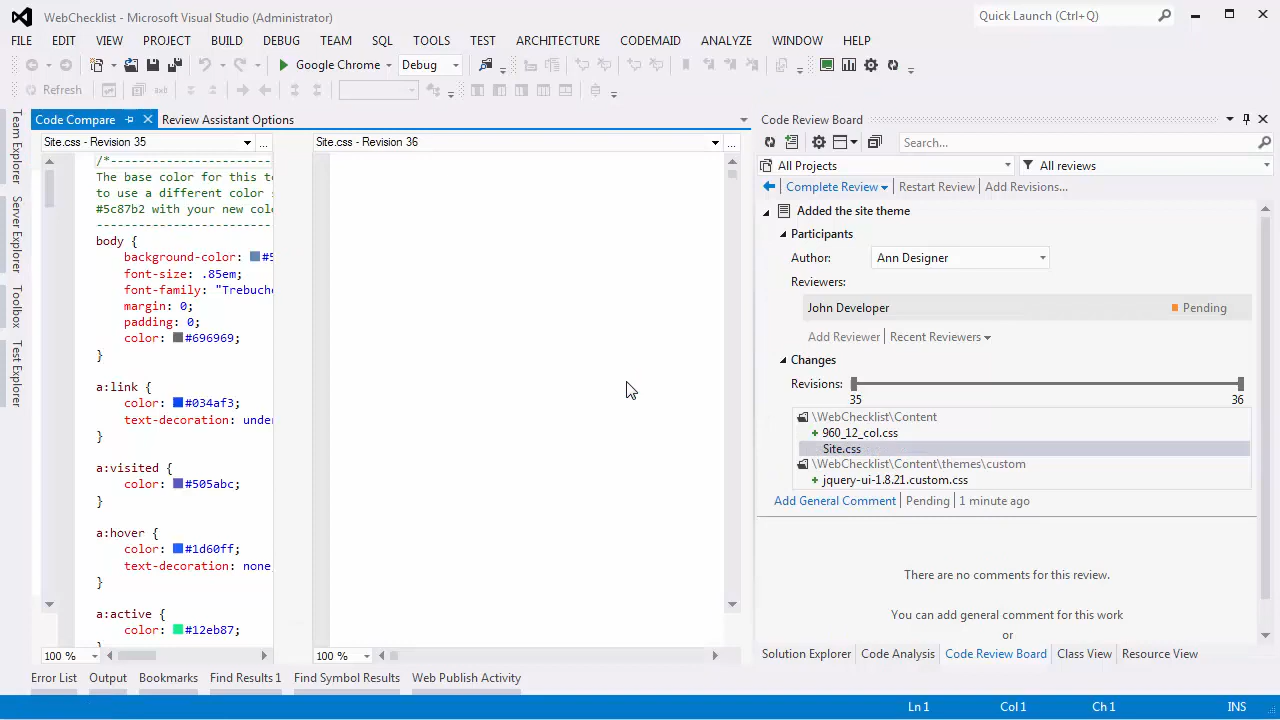 WebChecklist - Microsoft Visual Studio (Administrator)
Quick Launch (Ctrl+Q)
FILE EDIT VIEW PROJECT BUILD DEBUG TEAM SQL TOOLS TEST ARCHITECTURE CODEMAID ANALYZE WINDOW HELP
Google Chrome Debug
Refresh
Team Explorer
Server Explorer
Toolbox
Test Explorer
Code Compare Review Assistant Options
Site.css - Revision 35 ...
/*-----------------------
The base color for this te
to use a different color s
#5c87b2 with your new colo
-------------------------
body {
background-color: #5
font-size: .85em;
font-family: "Trebuche
margin: 0;
padding: 0;
color: #696969;
}
a:link {
color: #034af3;
text-decoration: under
}
a:visited {
color: #505abc;
}
a:hover {
color: #1d60ff;
text-decoration: none
}
a:active {
color: #12eb87;
}
100 %
Site.css - Revision 36 ...
100 %
Code Review Board
Search...
All Projects All reviews
Complete Review Restart Review Add Revisions...
Added the site theme
Participants
Author: Ann Designer
Reviewers:
John Developer Pending
Add Reviewer Recent Reviewers
Changes
Revisions:
35 36
\WebChecklist\Content
+ 960_12_col.css
Site.css
\WebChecklist\Content\themes\custom
+ jquery-ui-1.8.21.custom.css
Add General Comment Pending 1 minute ago
There are no comments for this review.
You can add general comment for this work
or
Solution Explorer Code Analysis Code Review Board Class View Resource View
Error List Output Bookmarks Find Results 1 Find Symbol Results Web Publish Activity
Ln 1 Col 1 Ch 1 INS